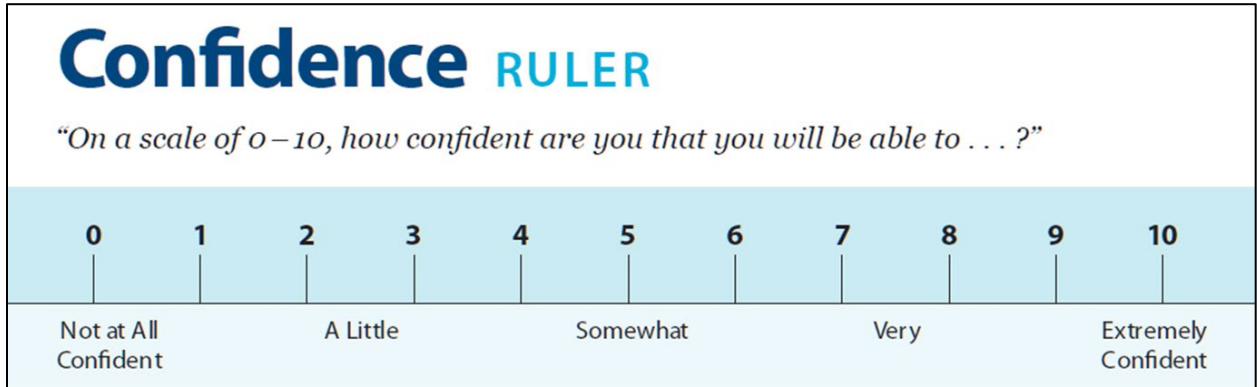 Confidence RULER
“On a scale of 0–10, how confident are you that you will be able to . . . ?”
0 1 2 3 4 5 6 7 8 9 10
Not at All A Little Somewhat Very Extremely
Confident Confident